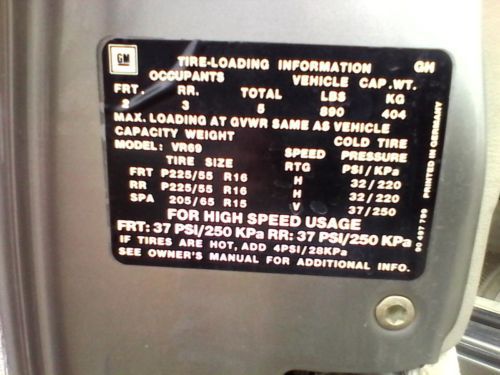 GM TIRE-LOADING INFORMATION GH
OCCUPANTS VEHICLE CAP.WT.
FRT. RR. TOTAL LBS KG
2 3 5 890 404
MAX. LOADING AT GVWR SAME AS VEHICLE
CAPACITY WEIGHT COLD TIRE
MODEL: VR69 SPEED PRESSURE
TIRE SIZE RTG PSI/KPa
FRT P225/55 R16 H 32/220
RR P225/55 R16 H 32/220
SPA 205/65 R15 V 37/250
FOR HIGH SPEED USAGE
FRT: 37 PSI/250 KPa RR: 37 PSI/250 KPa
IF TIRES ARE HOT, ADD 4PSI/28KPa
SEE OWNER'S MANUAL FOR ADDITIONAL INFO.
PRINTED IN GERMANY